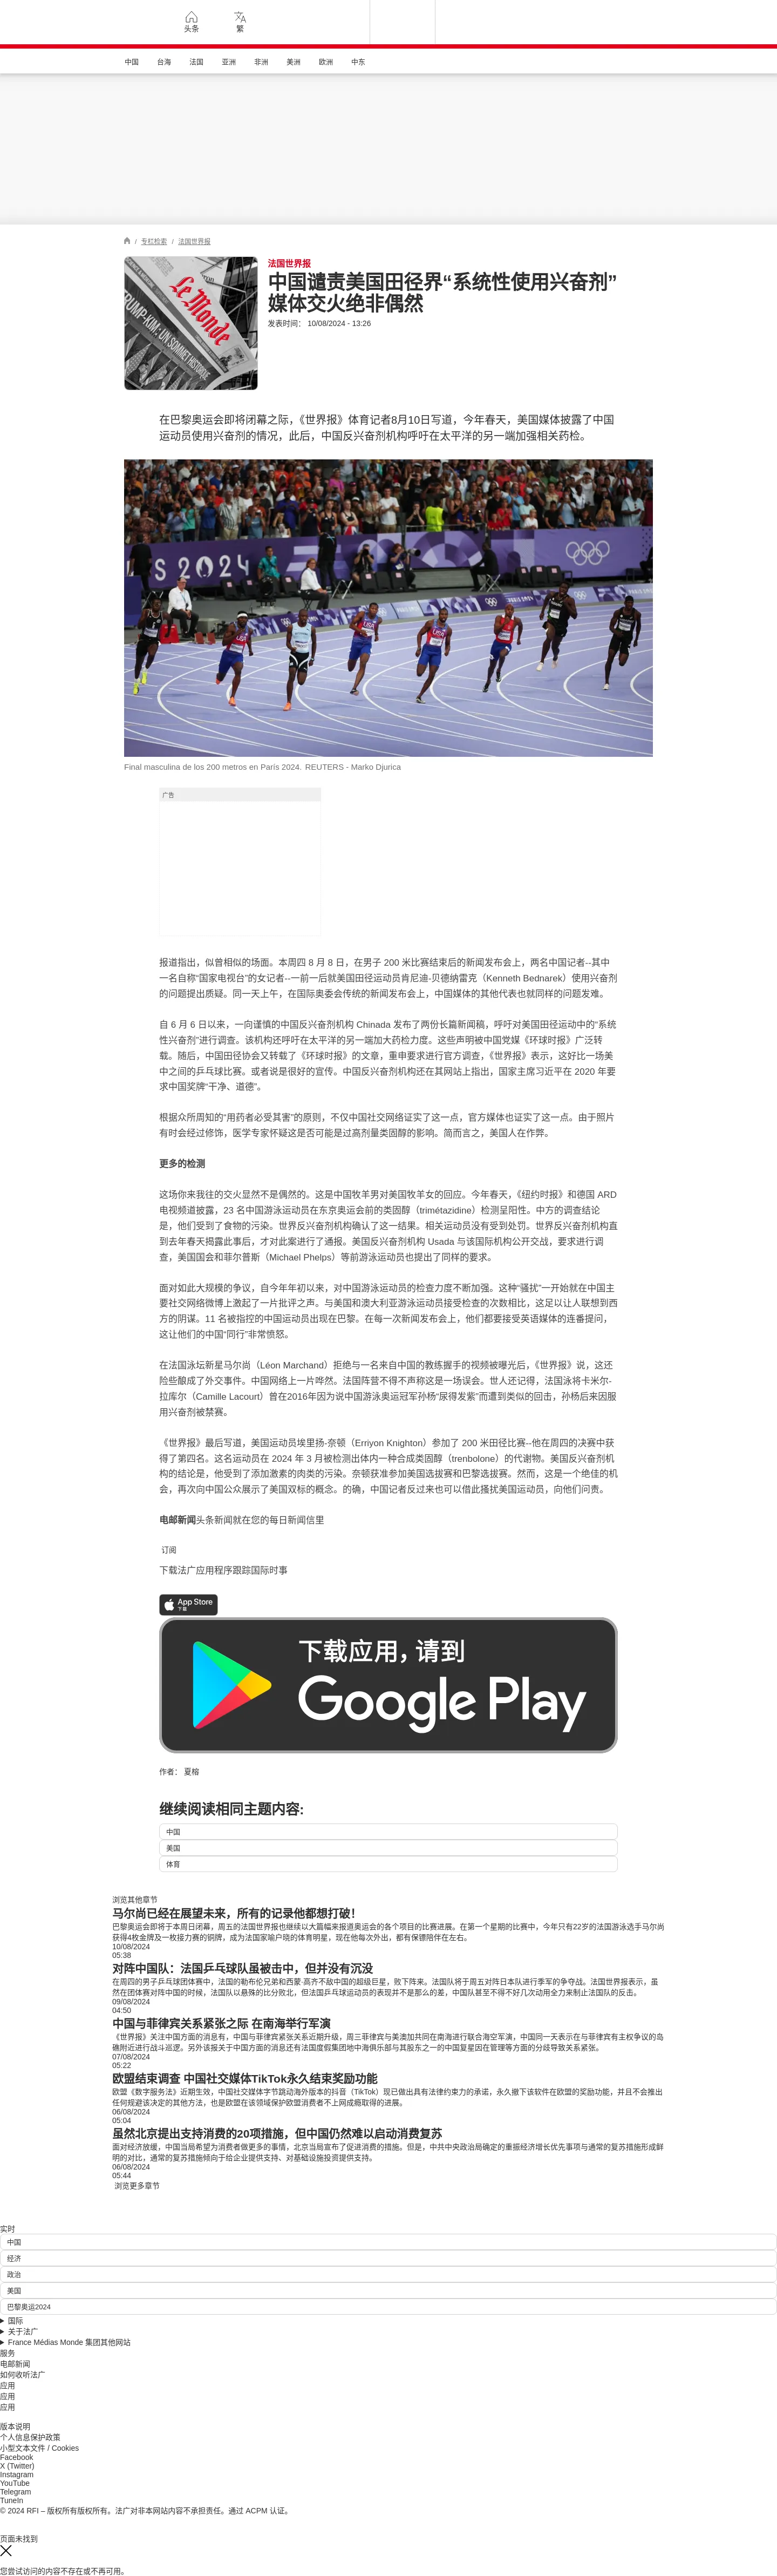 头条
繁
中国
台海
法国
亚洲
非洲
美洲
欧洲
中东
/ 专栏检索 / 法国世界报
Le Monde
TRUMP-KIM: UN SOMMET HISTORIQUE
法国世界报
中国谴责美国田径界“系统性使用兴奋剂”
媒体交火绝非偶然
发表时间： 10/08/2024 - 13:26
在巴黎奥运会即将闭幕之际，《世界报》体育记者8月10日写道，今年春天，美国媒体披露了中国
运动员使用兴奋剂的情况，此后，中国反兴奋剂机构呼吁在太平洋的另一端加强相关药检。
Final masculina de los 200 metros en París 2024. REUTERS - Marko Djurica
广告
报道指出，似曾相似的场面。本周四 8 月 8 日，在男子 200 米比赛结束后的新闻发布会上，两名中国记者--其中
一名自称“国家电视台”的女记者--一前一后就美国田径运动员肯尼迪-贝德纳雷克（Kenneth Bednarek）使用兴奋剂
的问题提出质疑。同一天上午，在国际奥委会传统的新闻发布会上，中国媒体的其他代表也就同样的问题发难。
自 6 月 6 日以来，一向谨慎的中国反兴奋剂机构 Chinada 发布了两份长篇新闻稿，呼吁对美国田径运动中的“系统
性兴奋剂”进行调查。该机构还呼吁在太平洋的另一端加大药检力度。这些声明被中国党媒《环球时报》广泛转
载。随后，中国田径协会又转载了《环球时报》的文章，重申要求进行官方调查，《世界报》表示，这好比一场美
中之间的乒乓球比赛。或者说是很好的宣传。中国反兴奋剂机构还在其网站上指出，国家主席习近平在 2020 年要
求中国奖牌“干净、道德”。
根据众所周知的“用药者必受其害”的原则，不仅中国社交网络证实了这一点，官方媒体也证实了这一点。由于照片
有时会经过修饰，医学专家怀疑这是否可能是过高剂量类固醇的影响。简而言之，美国人在作弊。
更多的检测
这场你来我往的交火显然不是偶然的。这是中国牧羊男对美国牧羊女的回应。今年春天，《纽约时报》和德国 ARD
电视频道披露，23 名中国游泳运动员在东京奥运会前的类固醇（trimétazidine）检测呈阳性。中方的调查结论
是，他们受到了食物的污染。世界反兴奋剂机构确认了这一结果。相关运动员没有受到处罚。世界反兴奋剂机构直
到去年春天揭露此事后，才对此案进行了通报。美国反兴奋剂机构 Usada 与该国际机构公开交战，要求进行调
查，美国国会和菲尔普斯（Michael Phelps）等前游泳运动员也提出了同样的要求。
面对如此大规模的争议，自今年年初以来，对中国游泳运动员的检查力度不断加强。这种“骚扰”一开始就在中国主
要社交网络微博上激起了一片批评之声。与美国和澳大利亚游泳运动员接受检查的次数相比，这足以让人联想到西
方的阴谋。11 名被指控的中国运动员出现在巴黎。在每一次新闻发布会上，他们都要接受英语媒体的连番提问，
这让他们的中国“同行”非常愤怒。
在法国泳坛新星马尔尚（Léon Marchand）拒绝与一名来自中国的教练握手的视频被曝光后，《世界报》说，这还
险些酿成了外交事件。中国网络上一片哗然。法国阵营不得不声称这是一场误会。世人还记得，法国泳将卡米尔-
拉库尔（Camille Lacourt）曾在2016年因为说中国游泳奥运冠军孙杨“尿得发紫”而遭到类似的回击，孙杨后来因服
用兴奋剂被禁赛。
《世界报》最后写道，美国运动员埃里扬-奈顿（Erriyon Knighton）参加了 200 米田径比赛--他在周四的决赛中获
得了第四名。这名运动员在 2024 年 3 月被检测出体内一种合成类固醇（trenbolone）的代谢物。美国反兴奋剂机
构的结论是，他受到了添加激素的肉类的污染。奈顿获准参加美国选拔赛和巴黎选拔赛。然而，这是一个绝佳的机
会，再次向中国公众展示了美国双标的概念。的确，中国记者反过来也可以借此搔扰美国运动员，向他们问责。
电邮新闻头条新闻就在您的每日新闻信里
订阅
下载法广应用程序跟踪国际时事
App Store
下载
下载应用，请到
Google Play
作者： 夏榕
继续阅读相同主题内容:
中国
美国
体育
浏览其他章节
马尔尚已经在展望未来，所有的记录他都想打破！
巴黎奥运会即将于本周日闭幕，周五的法国世界报也继续以大篇幅来报道奥运会的各个项目的比赛进展。在第一个星期的比赛中，今年只有22岁的法国游泳选手马尔尚
获得4枚金牌及一枚接力赛的铜牌，成为法国家喻户晓的体育明星，现在他每次外出，都有保镖陪伴在左右。
10/08/2024
05:38
对阵中国队：法国乒乓球队虽被击中，但并没有沉没
在周四的男子乒乓球团体赛中，法国的勒布伦兄弟和西蒙·高齐不敌中国的超级巨星，败下阵来。法国队将于周五对阵日本队进行季军的争夺战。法国世界报表示，虽
然在团体赛对阵中国的时候，法国队以悬殊的比分败北，但法国乒乓球运动员的表现并不是那么的差，中国队甚至不得不好几次动用全力来制止法国队的反击。
09/08/2024
04:50
中国与菲律宾关系紧张之际 在南海举行军演
《世界报》关注中国方面的消息有，中国与菲律宾紧张关系近期升级，周三菲律宾与美澳加共同在南海进行联合海空军演，中国同一天表示在与菲律宾有主权争议的岛
礁附近进行战斗巡逻。另外该报关于中国方面的消息还有法国度假集团地中海俱乐部与其股东之一的中国复星因在管理等方面的分歧导致关系紧张。
07/08/2024
05:22
欧盟结束调查 中国社交媒体TikTok永久结束奖励功能
欧盟《数字服务法》近期生效，中国社交媒体字节跳动海外版本的抖音（TikTok）现已做出具有法律约束力的承诺，永久撤下该软件在欧盟的奖励功能，并且不会推出
任何规避该决定的其他方法，也是欧盟在该领域保护欧盟消费者不上网成瘾取得的进展。
06/08/2024
05:04
虽然北京提出支持消费的20项措施，但中国仍然难以启动消费复苏
面对经济放缓，中国当局希望为消费者做更多的事情，北京当局宣布了促进消费的措施。但是，中共中央政治局确定的重振经济增长优先事项与通常的复苏措施形成鲜
明的对比，通常的复苏措施倾向于给企业提供支持、对基础设施投资提供支持。
06/08/2024
05:44
浏览更多章节
实时
中国
经济
政治
美国
巴黎奥运2024
国际
关于法广
France Médias Monde 集团其他网站
服务
电邮新闻
如何收听法广
应用
应用
应用
版本说明
个人信息保护政策
小型文本文件 / Cookies
Facebook
X (Twitter)
Instagram
YouTube
Telegram
TuneIn
© 2024 RFI – 版权所有版权所有。法广对非本网站内容不承担责任。通过 ACPM 认证。
页面未找到
您尝试访问的内容不存在或不再可用。